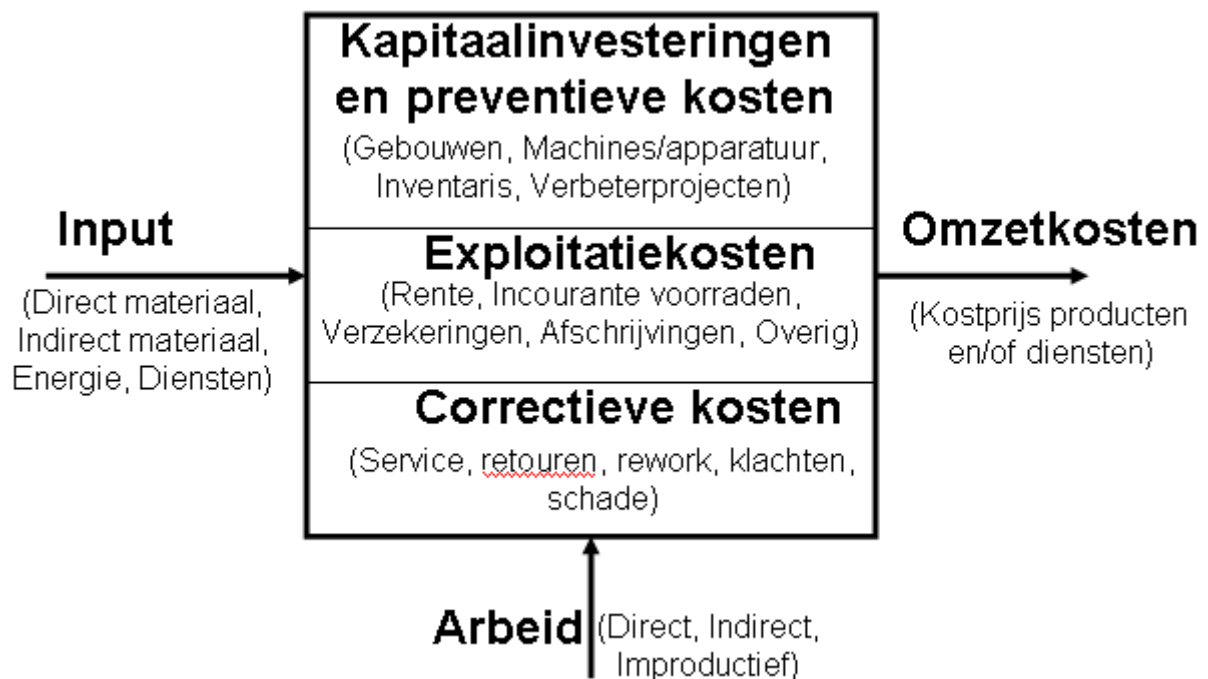 Kapitaalinvesteringen
en preventieve kosten
(Gebouwen, Machines/apparatuur,
Inventaris, Verbeterprojecten)
Input
(Direct materiaal,
Indirect materiaal,
Energie, Diensten)
Exploitatiekosten
(Rente, Incourante voorraden,
Verzekeringen, Afschrijvingen, Overig)
Omzetkosten
(Kostprijs producten
en/of diensten)
Correctieve kosten
(Service, retouren, rework, klachten,
schade)
Arbeid
(Direct, Indirect,
Improductief)